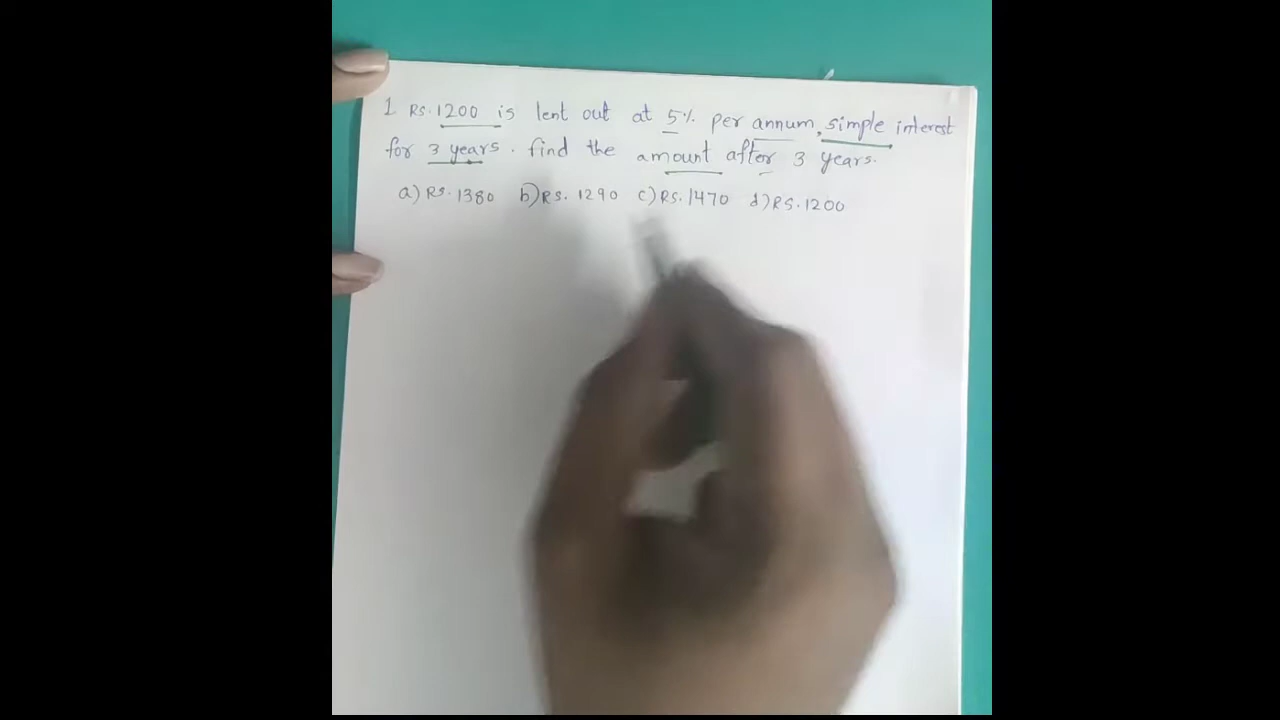 1 Rs.1200 is lent out at 5% per annum, simple interest
for 3 years. find the amount after 3 years.
a) Rs.1380 b) Rs. 1290 c) Rs.1470 d) RS.1200